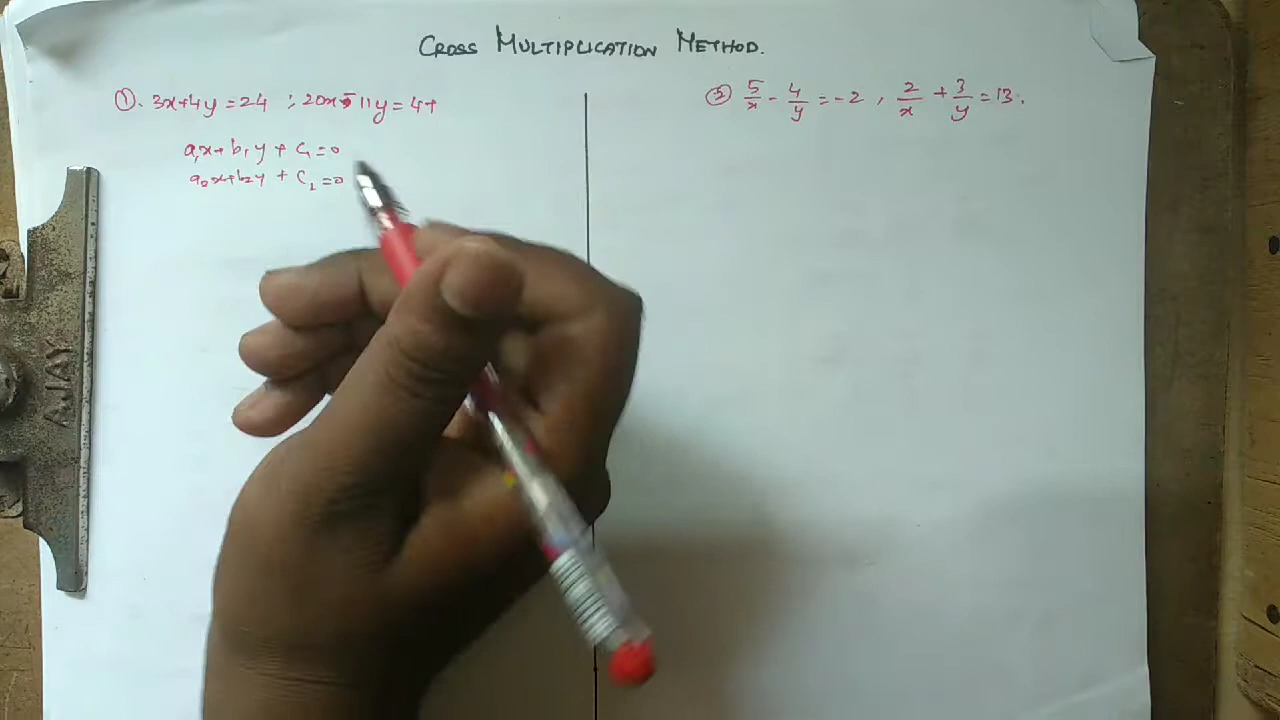 CROSS MULTIPLICATION METHOD.
①. 3x+4y=24 ; 20x-11y=47
a₁x+b₁y+c₁=0
a₂x+b₂y+c₂=0
② 5/x - 4/y = -2, 2/x + 3/y = 13.
AJAY